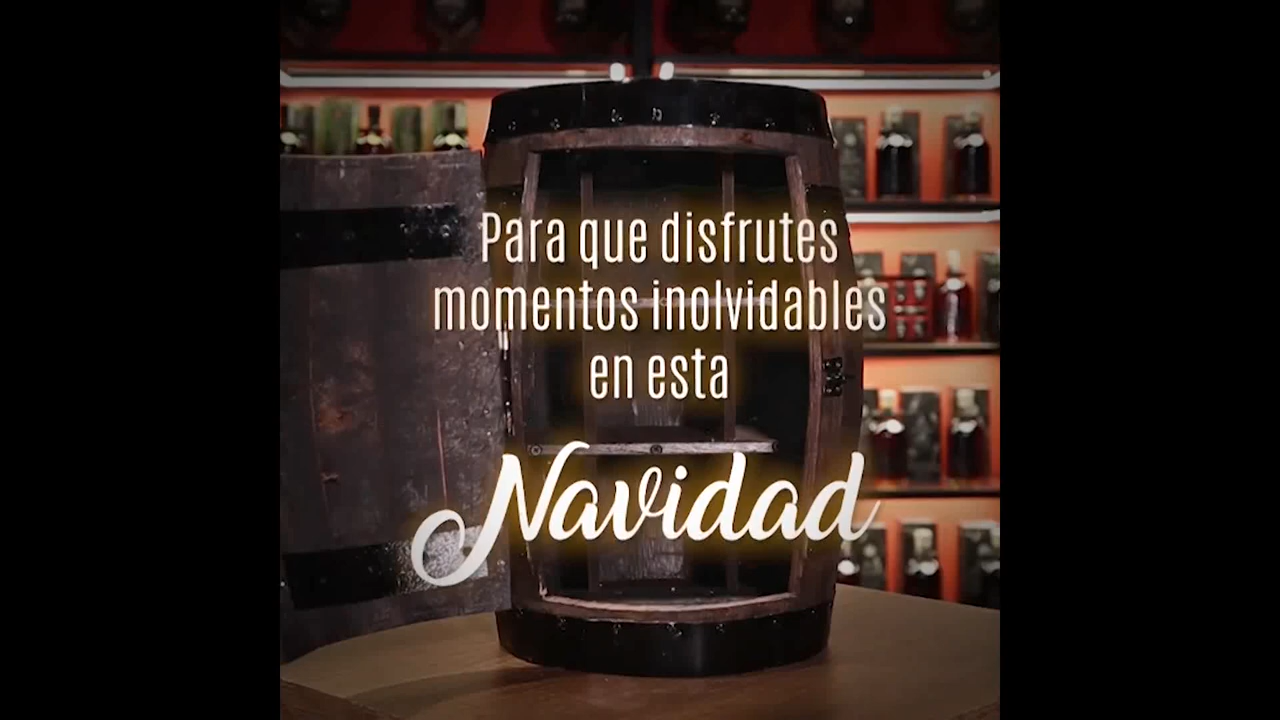 Para que disfrutes
momentos inolvidables
en esta
Navidad